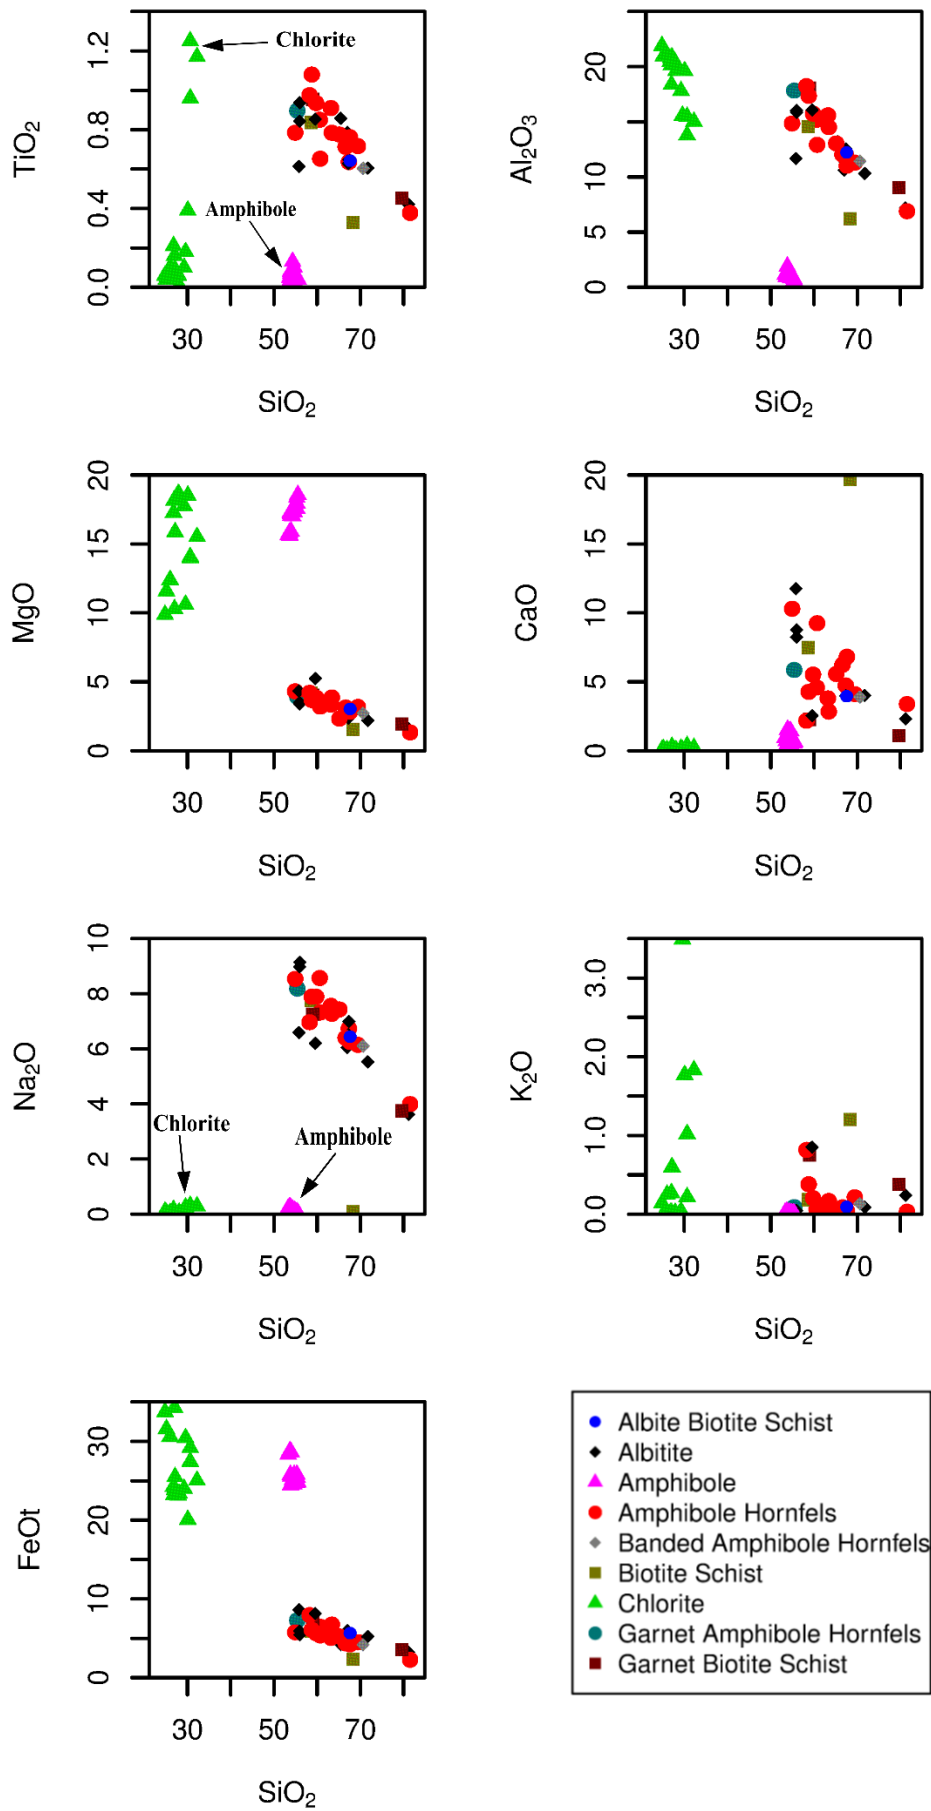 TiO2
1.2
0.8
0.4
0.0
Chlorite
Amphibole
30 50 70
SiO2
Al2O3
20
15
10
5
0
30 50 70
SiO2
MgO
20
15
10
5
0
30 50 70
SiO2
CaO
20
15
10
5
0
30 50 70
SiO2
Na2O
10
8
6
4
2
0
Chlorite
Amphibole
30 50 70
SiO2
K2O
3.0
2.0
1.0
0.0
30 50 70
SiO2
FeOt
30
20
10
0
30 50 70
SiO2
Albite Biotite Schist
Albitite
Amphibole
Amphibole Hornfels
Banded Amphibole Hornfels
Biotite Schist
Chlorite
Garnet Amphibole Hornfels
Garnet Biotite Schist